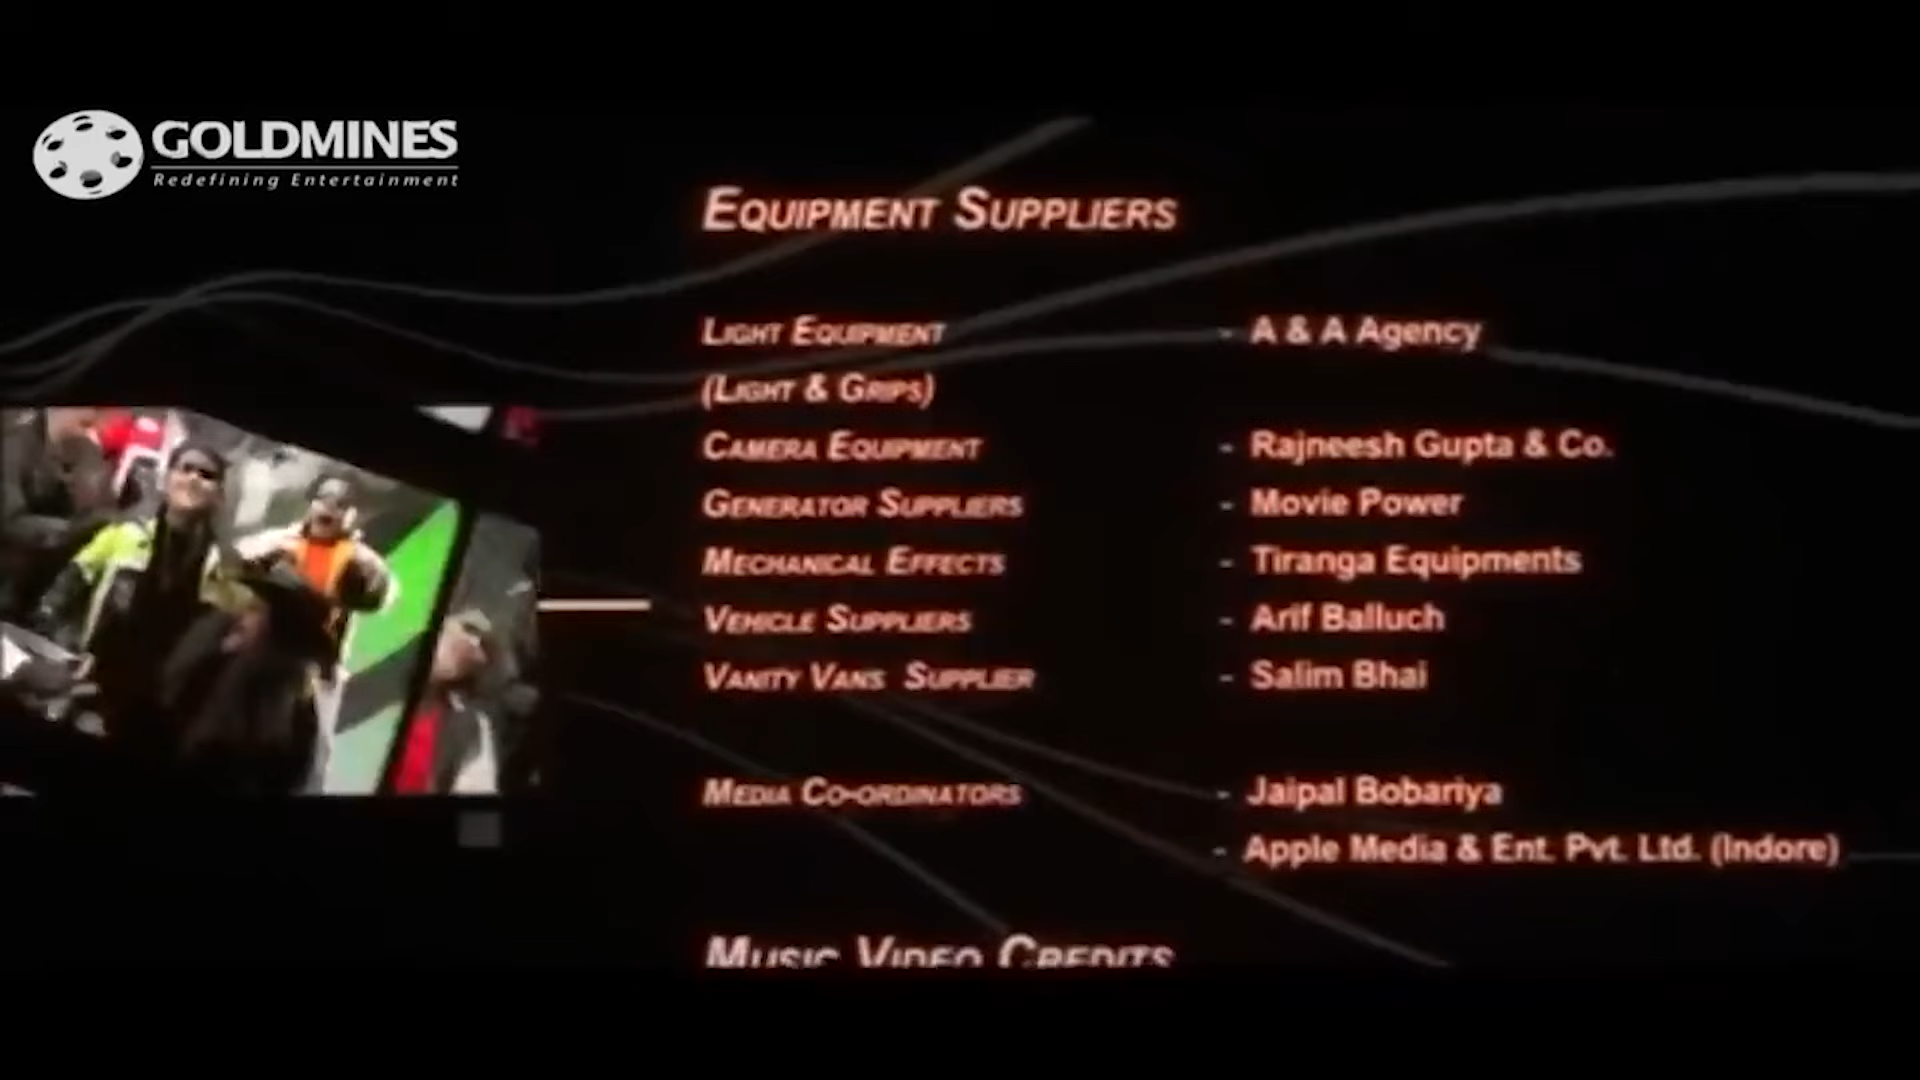 GOLDMINES
Redefining Entertainment
EQUIPMENT SUPPLIERS
LIGHT EQUIPMENT - A & A Agency
(LIGHT & GRIPS)
CAMERA EQUIPMENT - Rajneesh Gupta & Co.
GENERATOR SUPPLIERS - Movie Power
MECHANICAL EFFECTS - Tiranga Equipments
VEHICLE SUPPLIERS - Arif Balluch
VANITY VANS SUPPLIER - Salim Bhai
MEDIA CO-ORDINATORS - Jaipal Bobariya
- Apple Media & Ent. Pvt. Ltd. (Indore)
MUSIC VIDEO CREDITS